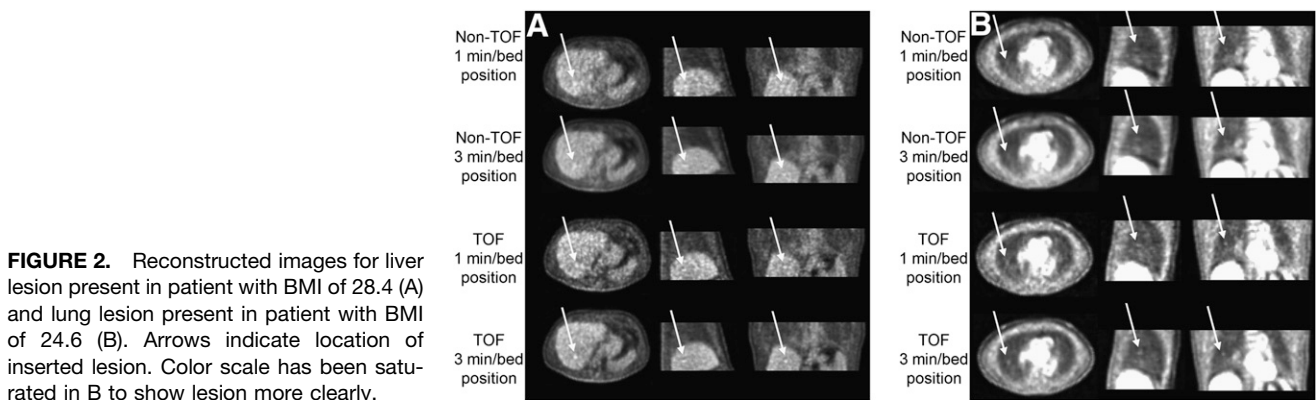 FIGURE 2. Reconstructed images for liver
lesion present in patient with BMI of 28.4 (A)
and lung lesion present in patient with BMI
of 24.6 (B). Arrows indicate location of
inserted lesion. Color scale has been satu-
rated in B to show lesion more clearly.
Non-TOF
1 min/bed
position
Non-TOF
3 min/bed
position
TOF
1 min/bed
position
TOF
3 min/bed
position
A
Non-TOF
1 min/bed
position
Non-TOF
3 min/bed
position
TOF
1 min/bed
position
TOF
3 min/bed
position
B